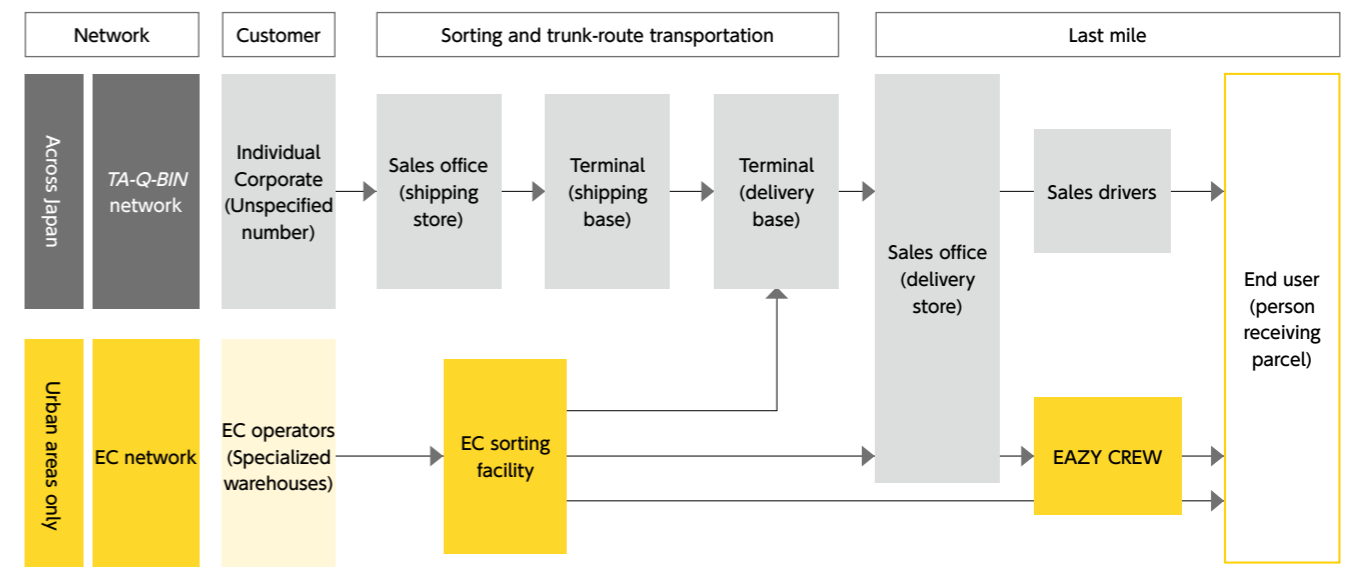 Network
Customer
Sorting and trunk-route transportation
Last mile
Across Japan
TA-Q-BIN
network
Individual
Corporate
(Unspecified
number)
Sales office
(shipping
store)
Terminal
(shipping
base)
Terminal
(delivery
base)
Sales office
(delivery
store)
Sales drivers
End user
(person
receiving
parcel)
Urban areas only
EC network
EC operators
(Specialized
warehouses)
EC sorting
facility
EAZY CREW